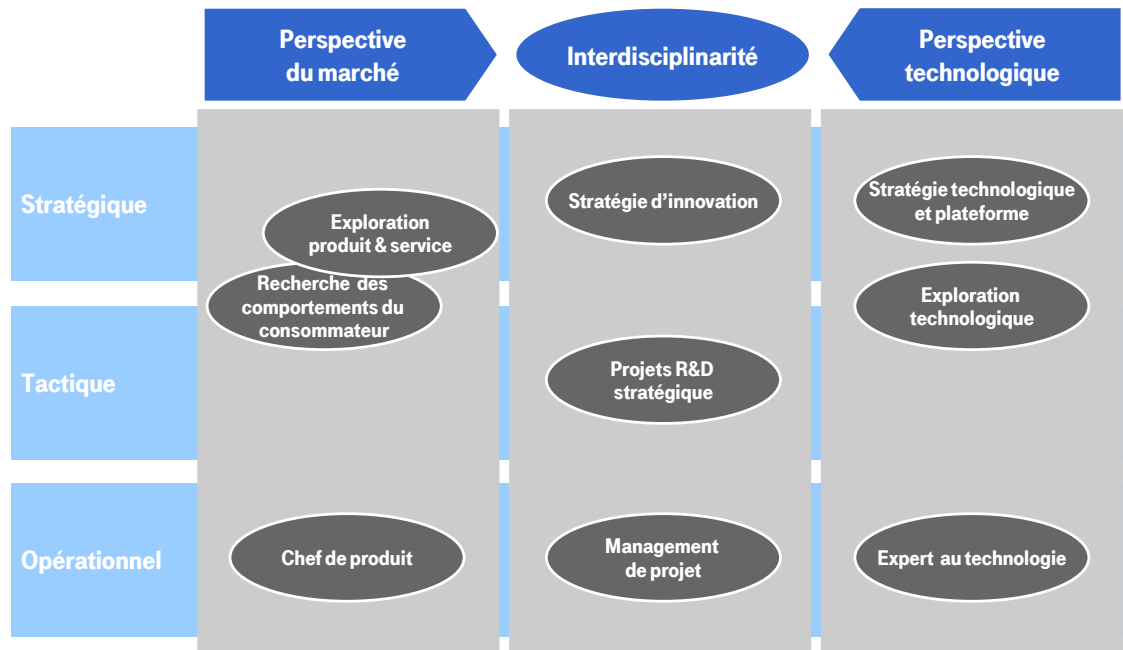 Perspective
du marché
Interdisciplinarité
Perspective
technologique
Stratégique
Exploration
produit & service
Recherche des
comportements du
consommateur
Stratégie d'innovation
Stratégie technologique
et plateforme
Exploration
technologique
Tactique
Projets R&D
stratégique
Opérationnel
Chef de produit
Management
de projet
Expert au technologie